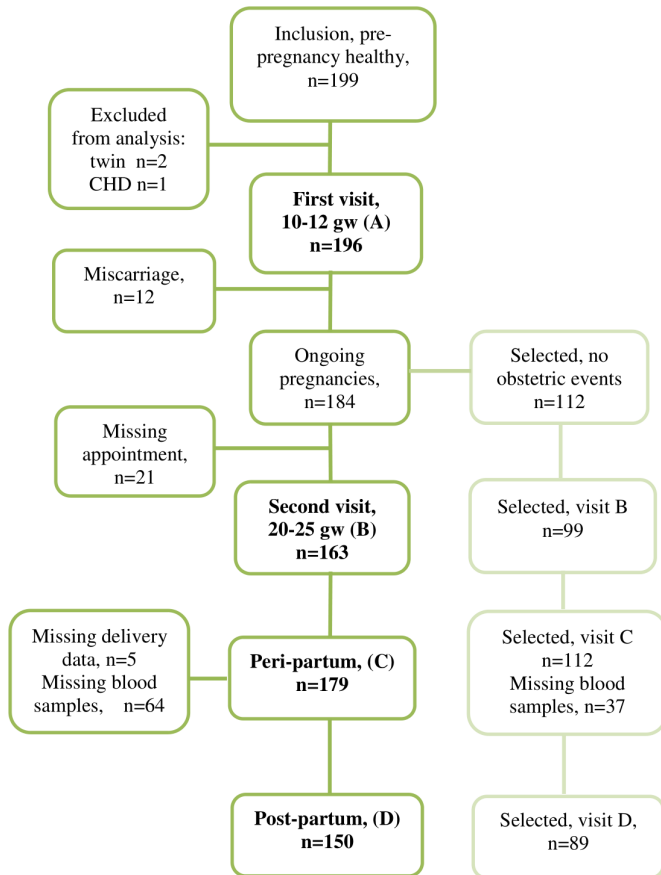 Inclusion, pre-
pregnancy healthy,
n=199
Excluded
from analysis:
twin n=2
CHD n=1
First visit,
10-12 gw (A)
n=196
Miscarriage,
n=12
Ongoing
pregnancies,
n=184
Selected, no
obstetric events
n=112
Missing
appointment,
n=21
Second visit,
20-25 gw (B)
n=163
Selected, visit B
n=99
Missing delivery
data, n=5
Missing blood
samples, n=64
Peri-partum, (C)
n=179
Selected, visit C
n=112
Missing blood
samples, n=37
Post-partum, (D)
n=150
Selected, visit D,
n=89